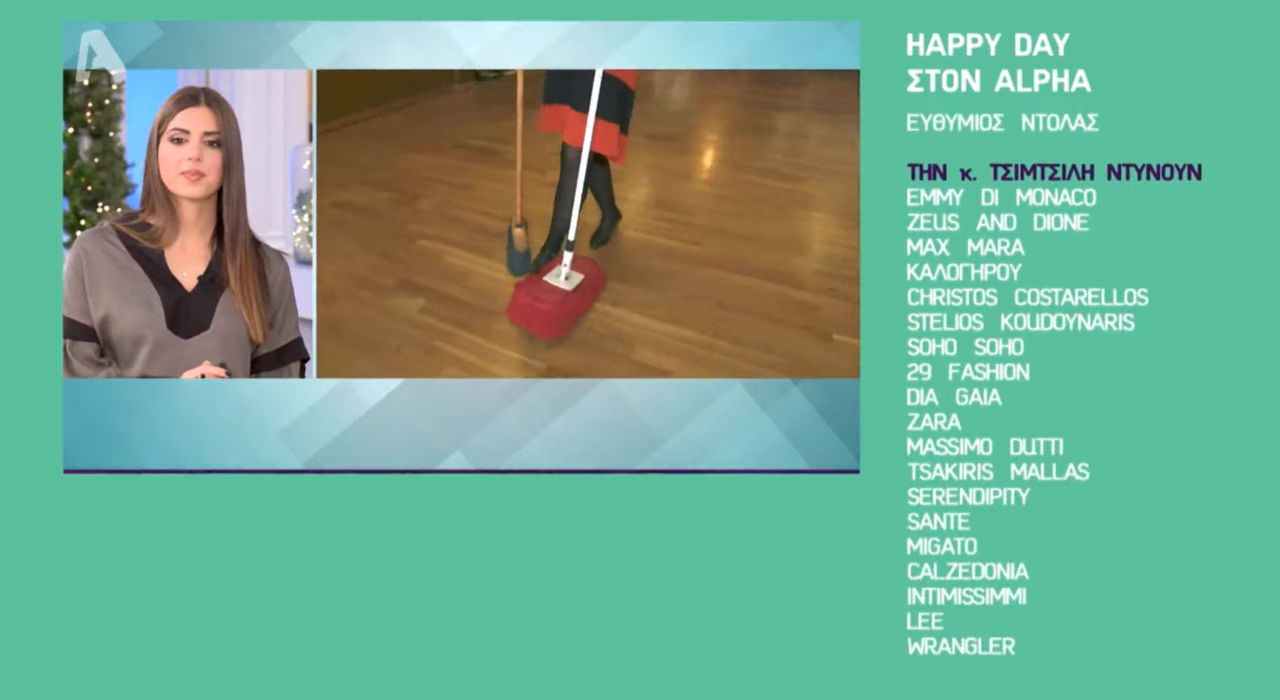 HAPPY DAY
ΣΤΟΝ ALPHA
ΕΥΘΥΜΙΟΣ ΝΤΟΛΑΣ
ΤΗΝ κ. ΤΣΙΜΤΣΙΛΗ ΝΤΥΝΟΥΝ
EMMY DI MONACO
ZEUS AND DIONE
MAX MARA
ΚΑΛΟΓΗΡΟΥ
CHRISTOS COSTARELLOS
STELIOS KOUDOYNARIS
SOHO SOHO
29 FASHION
DIA GAIA
ZARA
MASSIMO DUTTI
TSAKIRIS MALLAS
SERENDIPITY
SANTE
MIGATO
CALZEDONIA
INTIMISSIMMI
LEE
WRANGLER